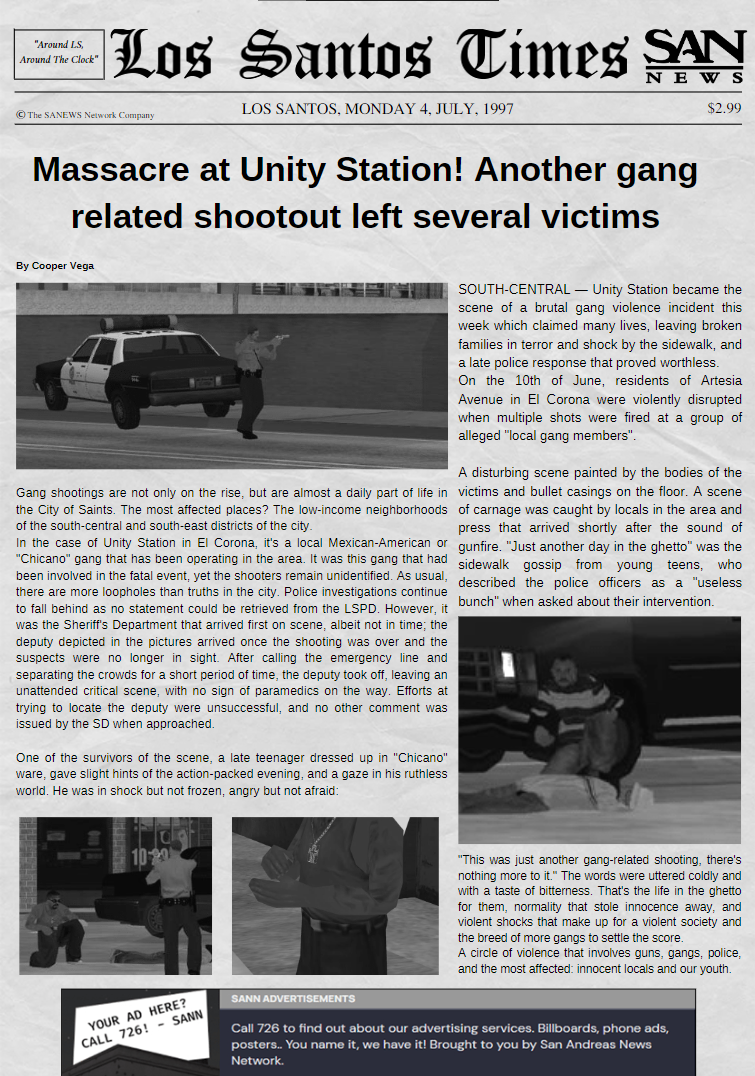 "Around LS,
Around The Clock"
Los Santos Times
SAN
NEWS
© The SANEWS Network Company
LOS SANTOS, MONDAY 4, JULY, 1997
$2.99
Massacre at Unity Station! Another gang
related shootout left several victims
By Cooper Vega
Gang shootings are not only on the rise, but are almost a daily part of life in
the City of Saints. The most affected places? The low-income neighborhoods
of the south-central and south-east districts of the city.
In the case of Unity Station in El Corona, it's a local Mexican-American or
"Chicano" gang that has been operating in the area. It was this gang that had
been involved in the fatal event, yet the shooters remain unidentified. As usual,
there are more loopholes than truths in the city. Police investigations continue
to fall behind as no statement could be retrieved from the LSPD. However, it
was the Sheriff's Department that arrived first on scene, albeit not in time; the
deputy depicted in the pictures arrived once the shooting was over and the
suspects were no longer in sight. After calling the emergency line and
separating the crowds for a short period of time, the deputy took off, leaving an
unattended critical scene, with no sign of paramedics on the way. Efforts at
trying to locate the deputy were unsuccessful, and no other comment was
issued by the SD when approached.
One of the survivors of the scene, a late teenager dressed up in "Chicano"
ware, gave slight hints of the action-packed evening, and a gaze in his ruthless
world. He was in shock but not frozen, angry but not afraid:
SOUTH-CENTRAL — Unity Station became the
scene of a brutal gang violence incident this
week which claimed many lives, leaving broken
families in terror and shock by the sidewalk, and
a late police response that proved worthless.
On the 10th of June, residents of Artesia
Avenue in El Corona were violently disrupted
when multiple shots were fired at a group of
alleged "local gang members".
A disturbing scene painted by the bodies of the
victims and bullet casings on the floor. A scene
of carnage was caught by locals in the area and
press that arrived shortly after the sound of
gunfire. "Just another day in the ghetto" was the
sidewalk gossip from young teens, who
described the police officers as a "useless
bunch" when asked about their intervention.
"This was just another gang-related shooting, there's
nothing more to it." The words were uttered coldly and
with a taste of bitterness. That's the life in the ghetto
for them, normality that stole innocence away, and
violent shocks that make up for a violent society and
the breed of more gangs to settle the score.
A circle of violence that involves guns, gangs, police,
and the most affected: innocent locals and our youth.
YOUR AD HERE?
CALL 726! - SANN
SANN ADVERTISEMENTS
Call 726 to find out about our advertising services. Billboards, phone ads,
posters.. You name it, we have it! Brought to you by San Andreas News
Network.